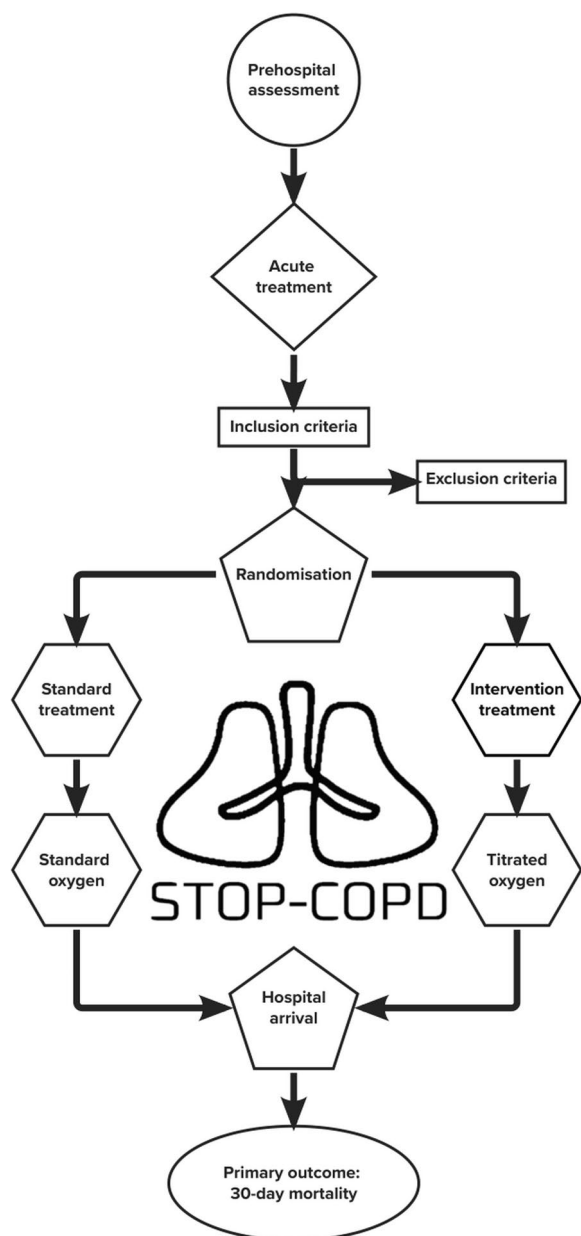 Prehospital
assessment
Acute
treatment
Inclusion criteria
Exclusion criteria
Randomisation
Standard
treatment
Intervention
treatment
Standard
oxygen
Titrated
oxygen
STOP-COPD
Hospital
arrival
Primary outcome:
30-day mortality